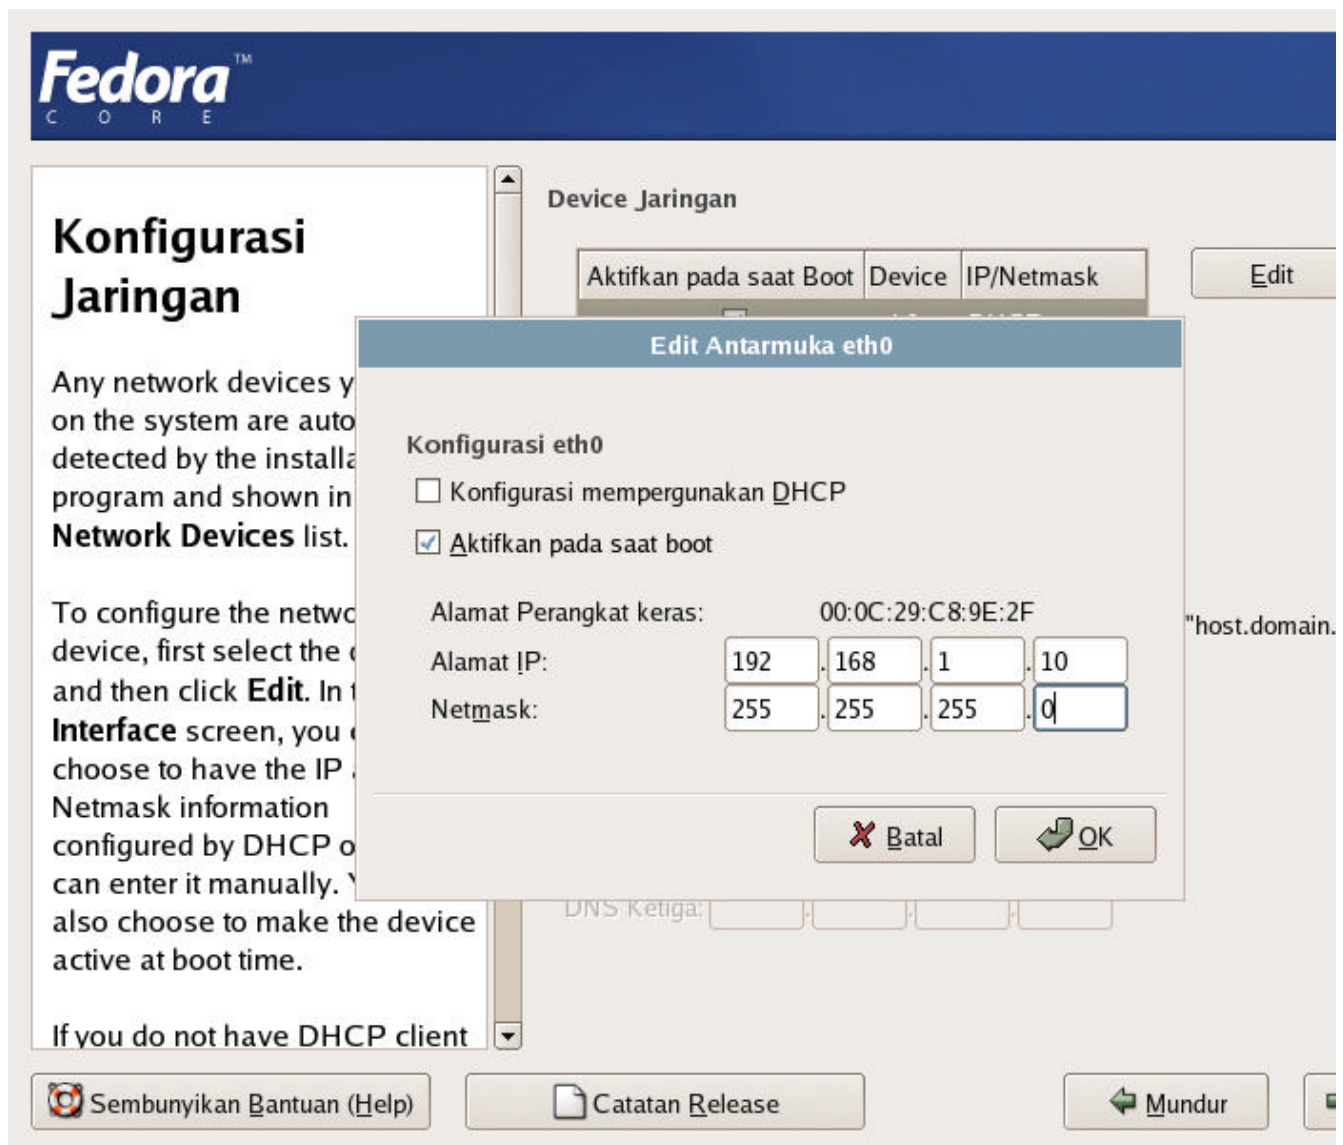 Fedora™
CORE
Konfigurasi
Jaringan
Any network devices y
on the system are auto
detected by the installa
program and shown in
Network Devices list.
To configure the netwo
device, first select the
and then click Edit. In
Interface screen, you
choose to have the IP
Netmask information
configured by DHCP o
can enter it manually.
also choose to make the device
active at boot time.
If you do not have DHCP client
Device Jaringan
Aktifkan pada saat Boot Device IP/Netmask
Edit
Edit Antarmuka eth0
Konfigurasi eth0
Konfigurasi mempergunakan DHCP
Aktifkan pada saat boot
Alamat Perangkat keras: 00:0C:29:C8:9E:2F
Alamat IP: 192 . 168 . 1 . 10
Netmask: 255 . 255 . 255 . 0
Batal OK
"host.domain.
DNS Ketiga:
Sembunyikan Bantuan (Help)
Catatan Release
Mundur